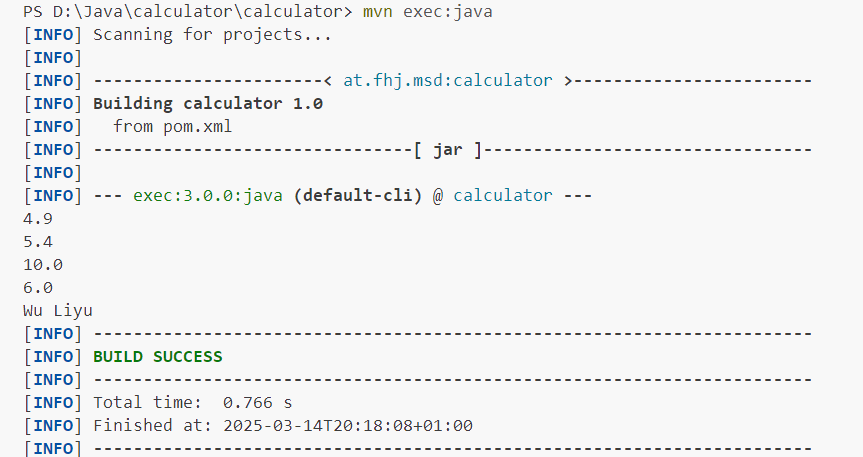 PS D:\Java\calculator\calculator> mvn exec:java
[INFO] Scanning for projects...
[INFO]
[INFO] -----------------------< at.fhj.msd:calculator >------------------------
[INFO] Building calculator 1.0
[INFO]   from pom.xml
[INFO] --------------------------------[ jar ]---------------------------------
[INFO]
[INFO] --- exec:3.0.0:java (default-cli) @ calculator ---
4.9
5.4
10.0
6.0
Wu Liyu
[INFO] ------------------------------------------------------------------------
[INFO] BUILD SUCCESS
[INFO] ------------------------------------------------------------------------
[INFO] Total time:  0.766 s
[INFO] Finished at: 2025-03-14T20:18:08+01:00
[INFO] ------------------------------------------------------------------------